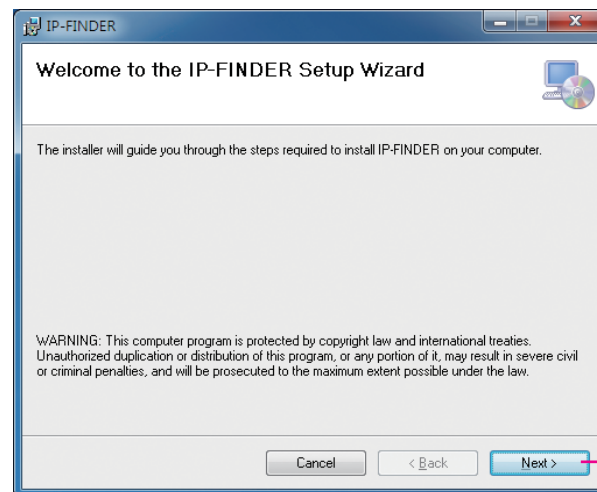 IP-FINDER
Welcome to the IP-FINDER Setup Wizard
The installer will guide you through the steps required to install IP-FINDER on your computer.
WARNING: This computer program is protected by copyright law and international treaties.
Unauthorized duplication or distribution of this program, or any portion of it, may result in severe civil
or criminal penalties, and will be prosecuted to the maximum extent possible under the law.
Cancel
< Back
Next >